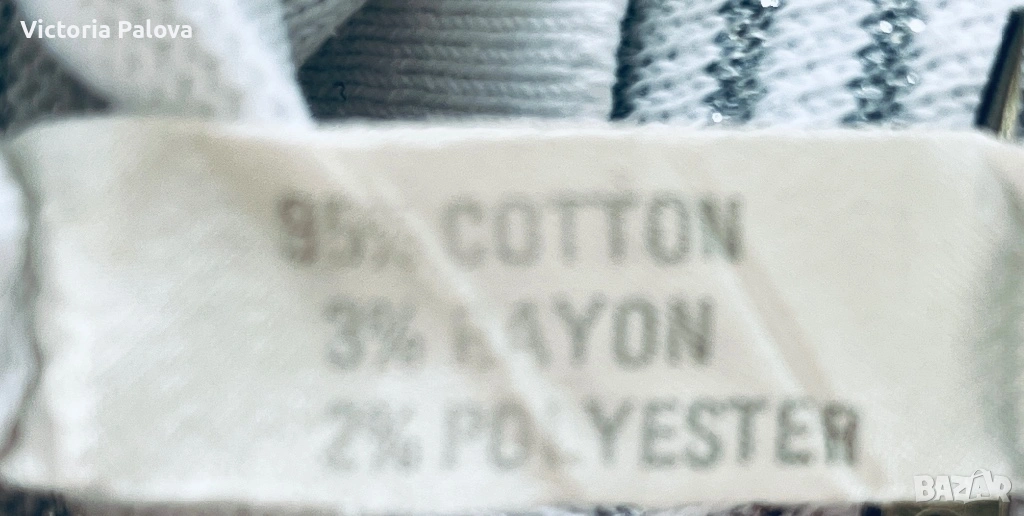 Victoria Palova
95% COTTON
3% RAYON
2% POLYESTER
BAZAR